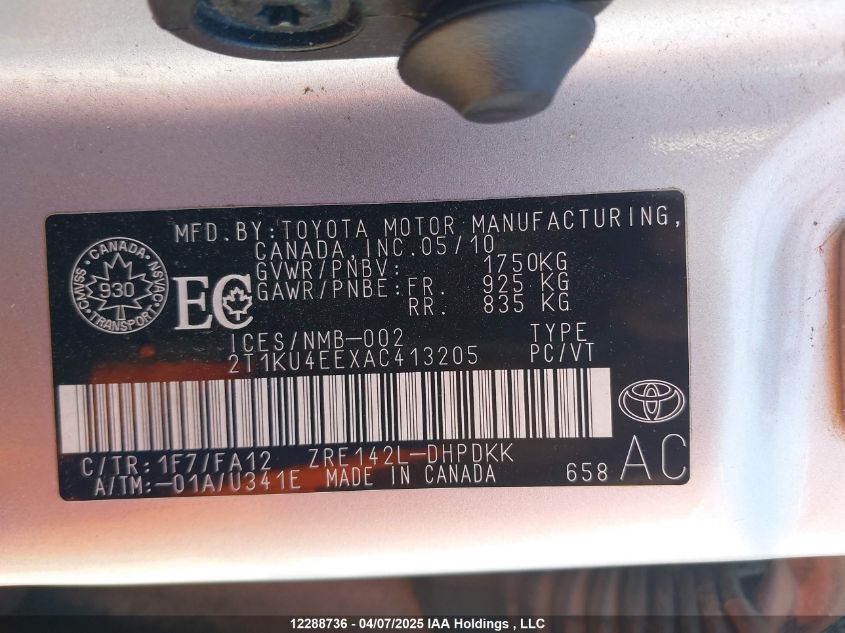 MFD.BY:TOYOTA MOTOR MANUFACTURING,
CANADA,INC.05/10
GVWR/PNBV: 1750KG
GAWR/PNBE:FR. 925 KG
RR. 835 KG
CANADA
SSMVC NSVAC
930
TRANSPORT
EC
ICES/NMB-002 TYPE
2T1KU4EEXAC413205 PC/VT
C/TR:1F7/FA12 ZRE142L-DHPDKK
A/TM:-01A/U341E MADE IN CANADA
658 AC
12288736 - 04/07/2025 IAA Holdings , LLC